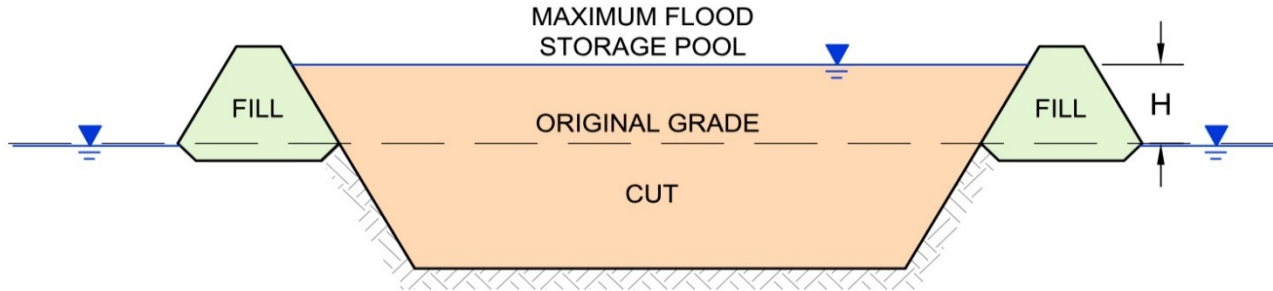 MAXIMUM FLOOD
STORAGE POOL
FILL
ORIGINAL GRADE
FILL
H
CUT